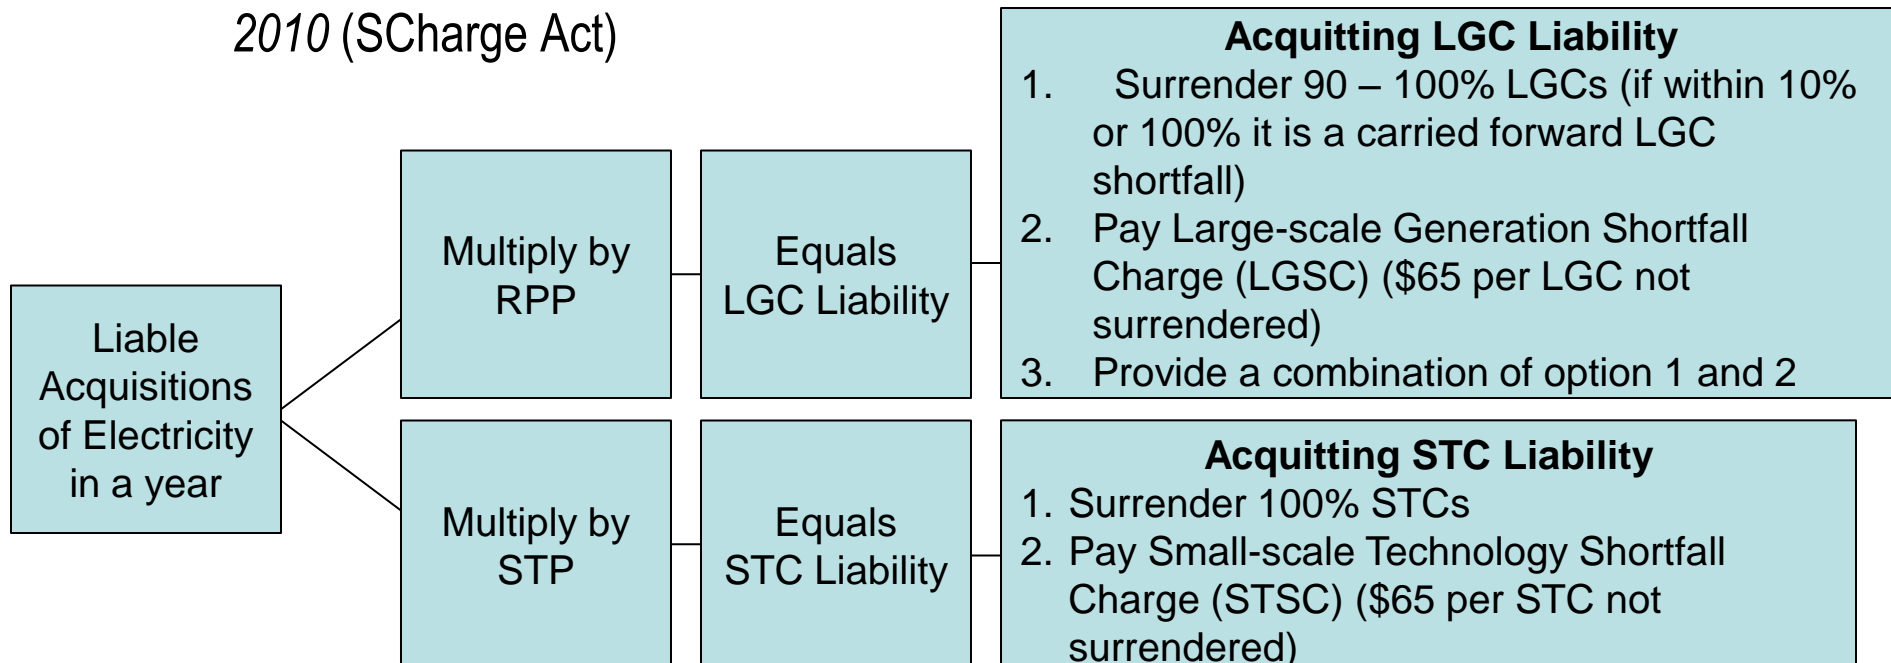 2010 (SCharge Act)
Liable
Acquisitions
of Electricity
in a year
Multiply by
RPP
Equals
LGC Liability
Acquitting LGC Liability
1. Surrender 90 – 100% LGCs (if within 10%
or 100% it is a carried forward LGC
shortfall)
2. Pay Large-scale Generation Shortfall
Charge (LGSC) ($65 per LGC not
surrendered)
3. Provide a combination of option 1 and 2
Multiply by
STP
Equals
STC Liability
Acquitting STC Liability
1. Surrender 100% STCs
2. Pay Small-scale Technology Shortfall
Charge (STSC) ($65 per STC not
surrendered)